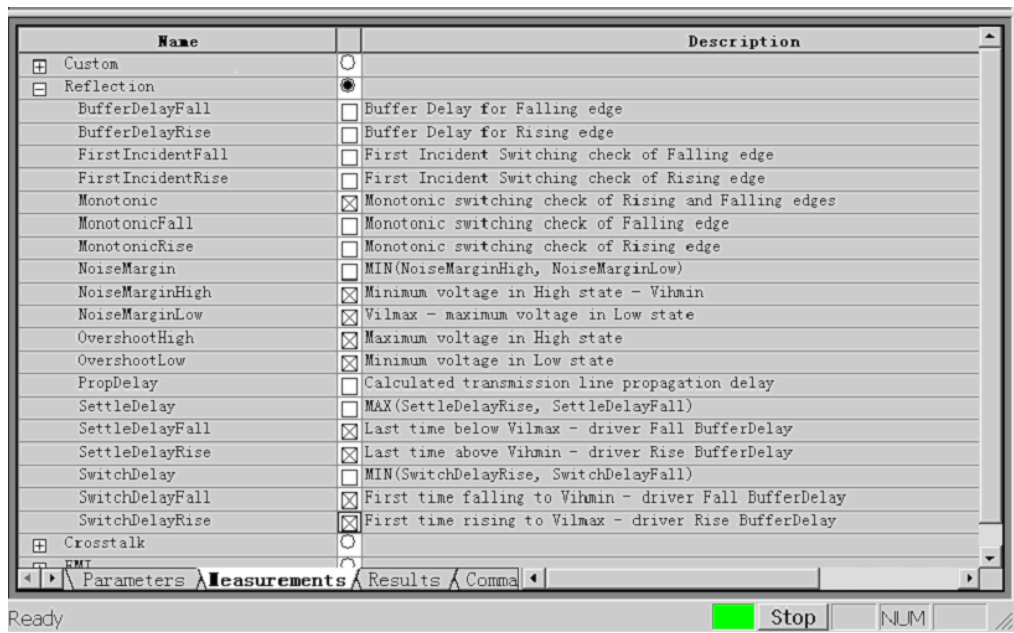 Name Description
Custom
Reflection
BufferDelayFall Buffer Delay for Falling edge
BufferDelayRise Buffer Delay for Rising edge
FirstIncidentFall First Incident Switching check of Falling edge
FirstIncidentRise First Incident Switching check of Rising edge
Monotonic Monotonic switching check of Rising and Falling edges
MonotonicFall Monotonic switching check of Falling edge
MonotonicRise Monotonic switching check of Rising edge
NoiseMargin MIN(NoiseMarginHigh, NoiseMarginLow)
NoiseMarginHigh Minimum voltage in High state - Vihmin
NoiseMarginLow Vilmax - maximum voltage in Low state
OvershootHigh Maximum voltage in High state
OvershootLow Minimum voltage in Low state
PropDelay Calculated transmission line propagation delay
SettleDelay MAX(SettleDelayRise, SettleDelayFall)
SettleDelayFall Last time below Vilmax - driver Fall BufferDelay
SettleDelayRise Last time above Vihmin - driver Rise BufferDelay
SwitchDelay MIN(SwitchDelayRise, SwitchDelayFall)
SwitchDelayFall First time falling to Vihmin - driver Fall BufferDelay
SwitchDelayRise First time rising to Vilmax - driver Rise BufferDelay
Crosstalk
EMI
Parameters Measurements Results Comma
Ready Stop NUM